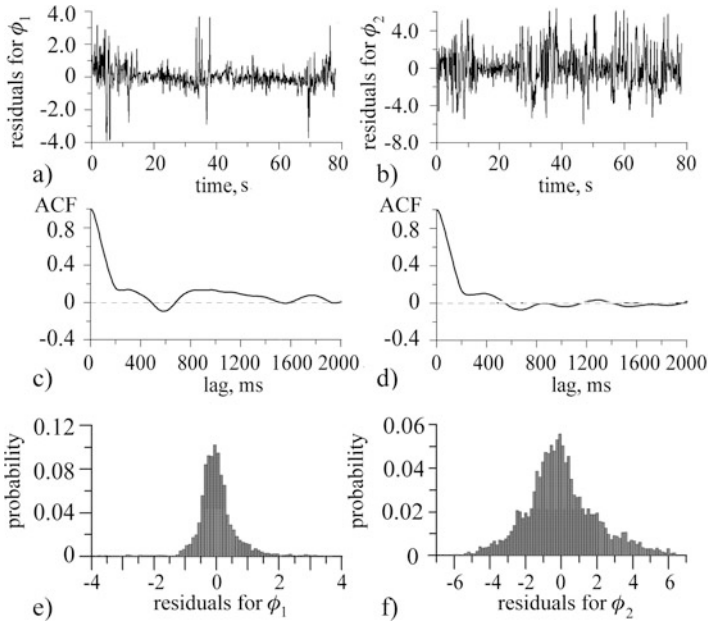 4.0 2.0 0 -2.0 -4.0
residuals for ϕ1
0 20 40 60 80
time, s
a)
4.0 0 -4.0 -8.0
residuals for ϕ2
0 20 40 60 80
time, s
b)
ACF
0.8 0.4 0 -0.4
0 400 800 1200 1600 2000
lag, ms
c)
ACF
0.8 0.4 0 -0.4
0 400 800 1200 1600 2000
lag, ms
d)
0.12 0.08 0.04 0
probability
-4 -2 0 2 4
residuals for ϕ1
e)
0.06 0.04 0.02 0
probability
-6 -4 -2 0 2 4 6
residuals for ϕ2
f)